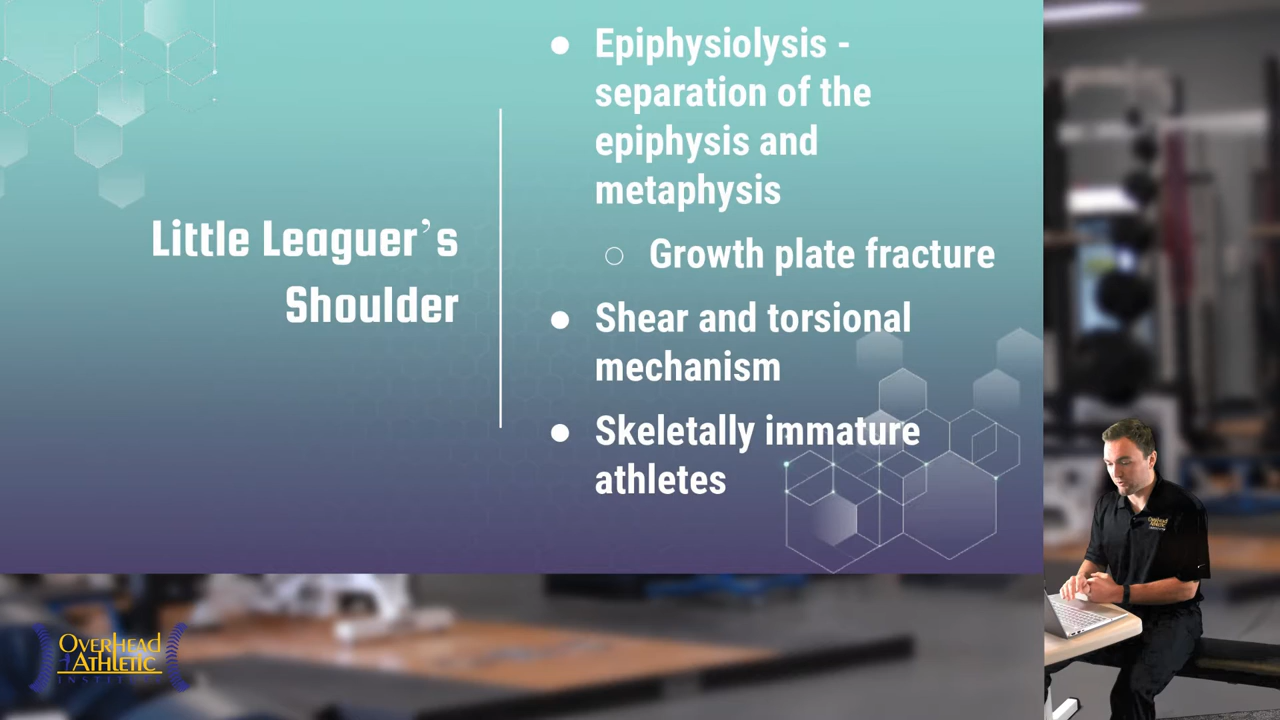 Little Leaguer’s
Shoulder
● Epiphysiolysis -
separation of the
epiphysis and
metaphysis
○ Growth plate fracture
● Shear and torsional
mechanism
● Skeletally immature
athletes
Overhead
Athletic